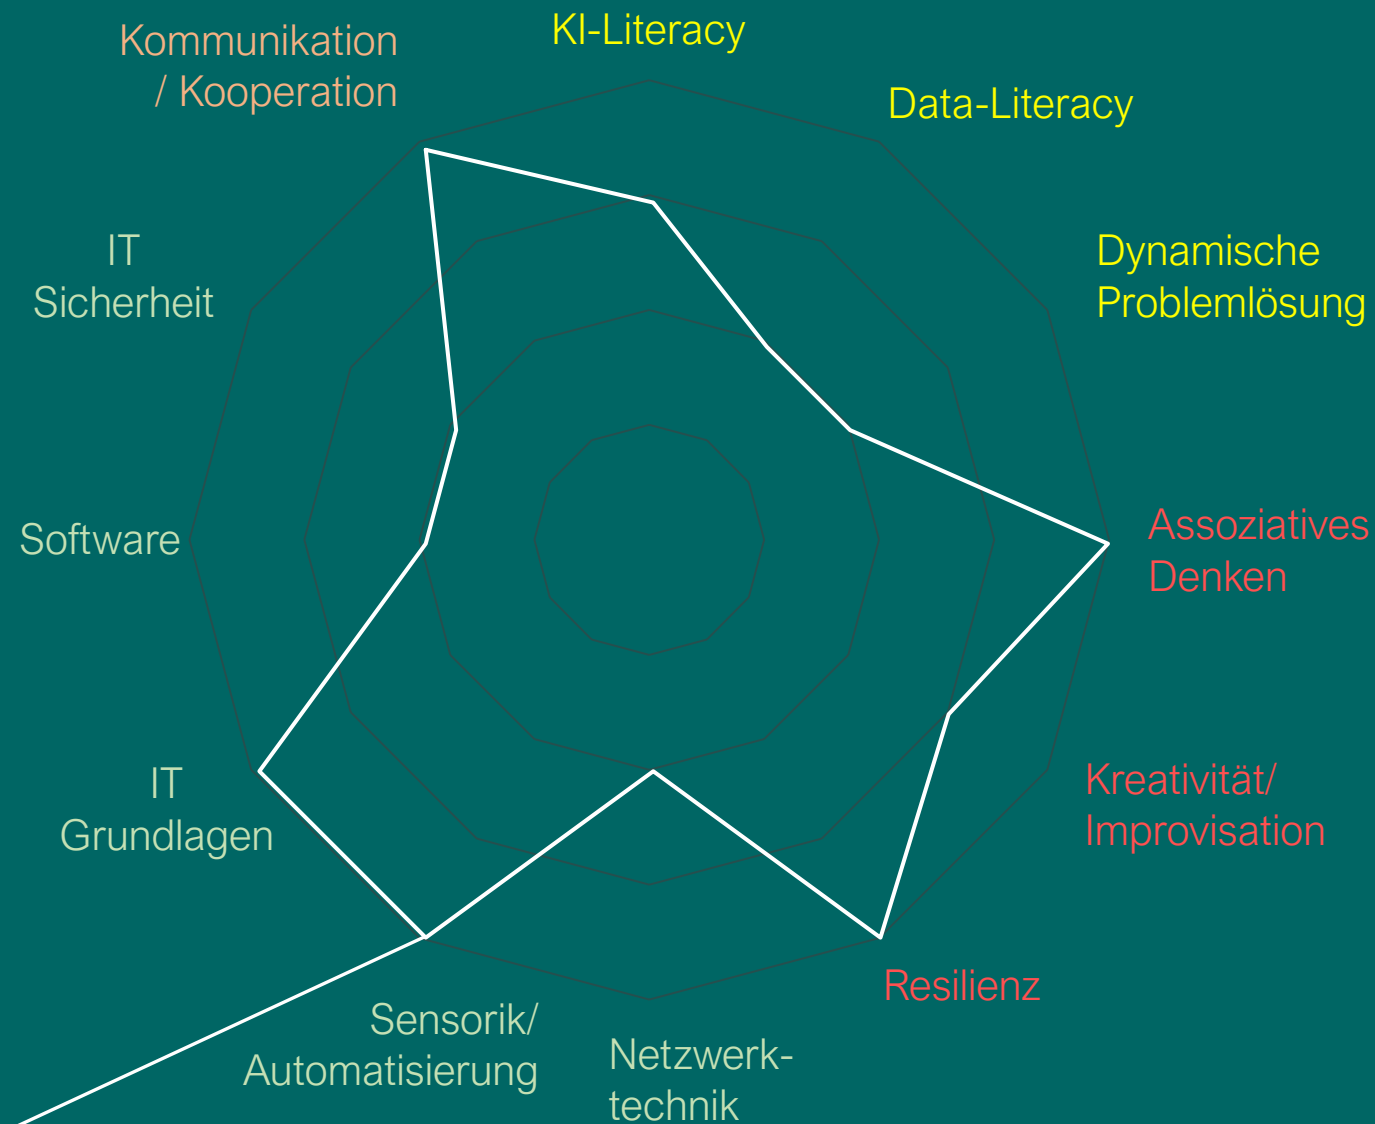 KI-Literacy
Data-Literacy
Dynamische
Problemlösung
Assoziatives
Denken
Kreativität/
Improvisation
Resilienz
Netzwerk-
technik
Sensorik/
Automatisierung
IT
Grundlagen
Software
IT
Sicherheit
Kommunikation
/ Kooperation